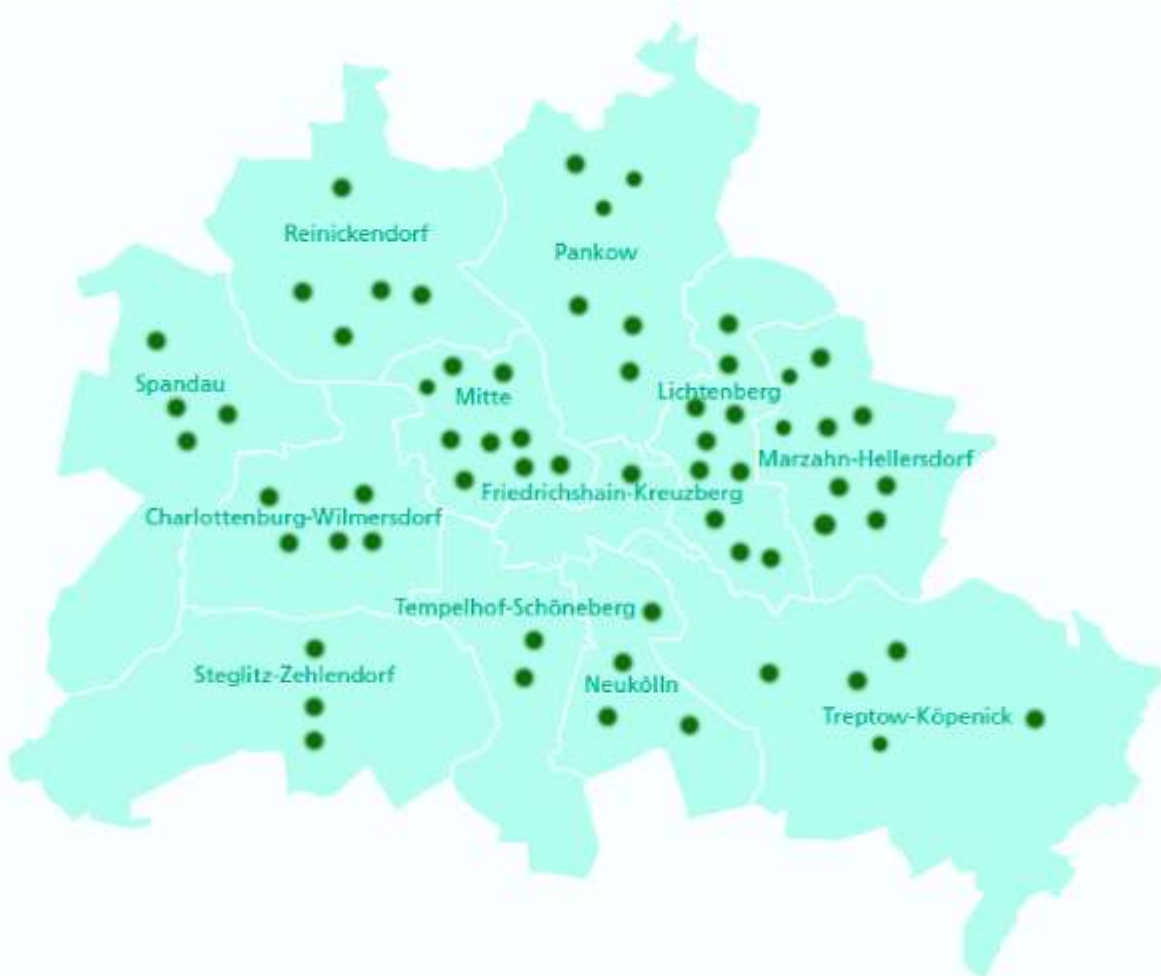 Reinickendorf
Pankow
Spandau
Mitte
Lichtenberg
Marzahn-Hellersdorf
Friedrichshain-Kreuzberg
Charlottenburg-Wilmersdorf
Tempelhof-Schöneberg
Steglitz-Zehlendorf
Neukölln
Treptow-Köpenick